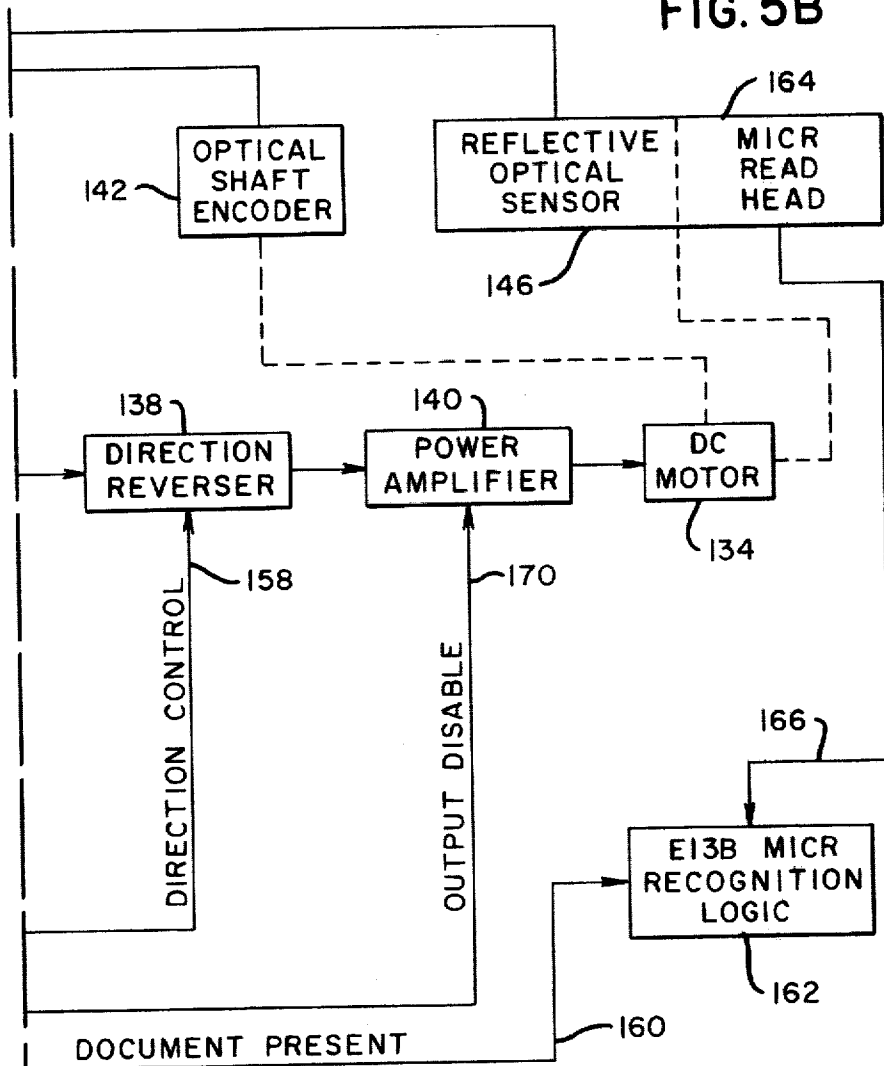 FIG. 5B
164
OPTICAL
SHAFT
ENCODER
142
REFLECTIVE
OPTICAL
SENSOR
MICR
READ
HEAD
146
138
140
DIRECTION
REVERSER
POWER
AMPLIFIER
DC
MOTOR
134
158
170
DIRECTION CONTROL
OUTPUT DISABLE
166
E13B MICR
RECOGNITION
LOGIC
162
160
DOCUMENT PRESENT